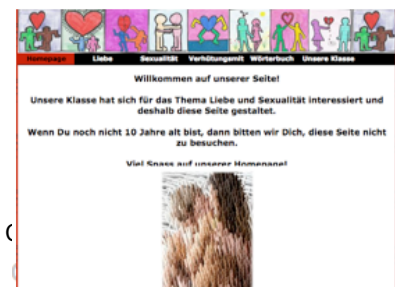 Homepage Liebe Sexualität Verhütungsmit Wörterbuch Unsere Klasse
Willkommen auf unserer Seite!
Unsere Klasse hat sich für das Thema Liebe und Sexualität interessiert und
deshalb diese Seite gestaltet.
Wenn Du noch nicht 10 Jahre alt bist, dann bitten wir Dich, diese Seite nicht
zu besuchen.
Viel Spass auf unserer Homepage!